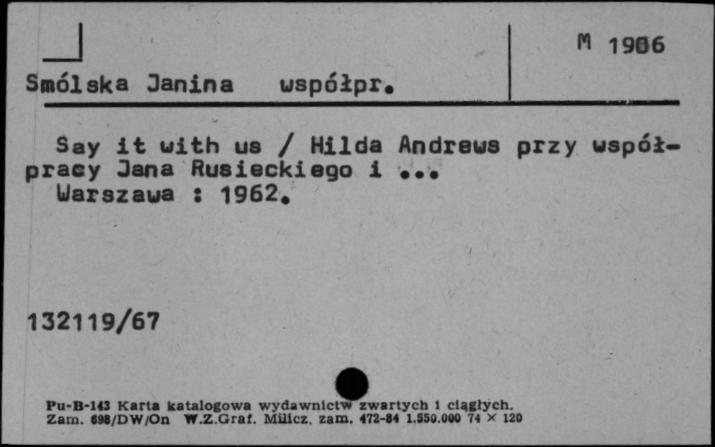 M 1906
Smólska Janina współpr.
Say it with us / Hilda Andrews przy współ-
pracy Jana Rusieckiego i ...
Warszawa : 1962.
132119/67
Pu-B-143 Karta katalogowa wydawnictw zwartych i ciągłych.
Zam. 698/DW/On W.Z.Graf. Milicz, zam. 472-84 1.550.000 74 × 120